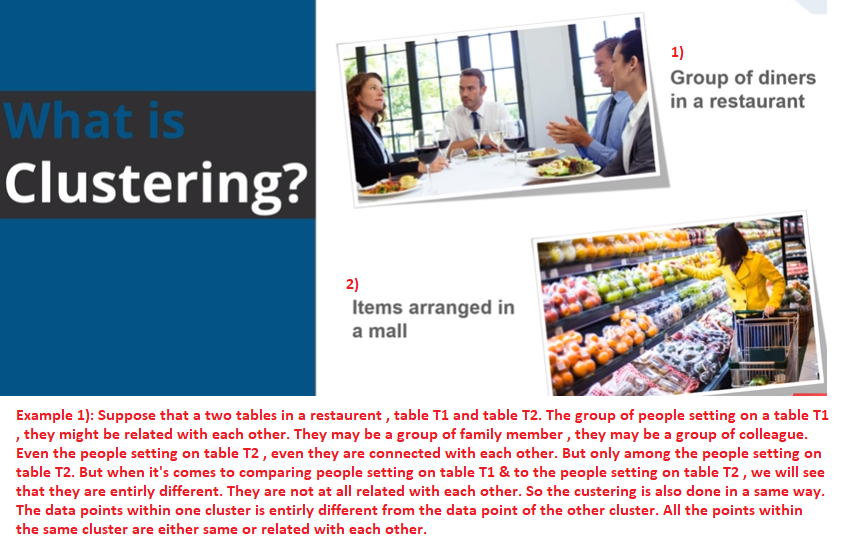 What is
Clustering?
1)
Group of diners
in a restaurant
2)
Items arranged in
a mall
Example 1): Suppose that a two tables in a restaurent , table T1 and table T2. The group of people setting on a table T1
, they might be related with each other. They may be a group of family member , they may be a group of colleague.
Even the people setting on table T2 , even they are connected with each other. But only among the people setting on
table T2. But when it's comes to comparing people setting on table T1 & to the people setting on table T2 , we will see
that they are entirly different. They are not at all related with each other. So the custering is also done in a same way.
The data points within one cluster is entirly different from the data point of the other cluster. All the points within
the same cluster are either same or related with each other.